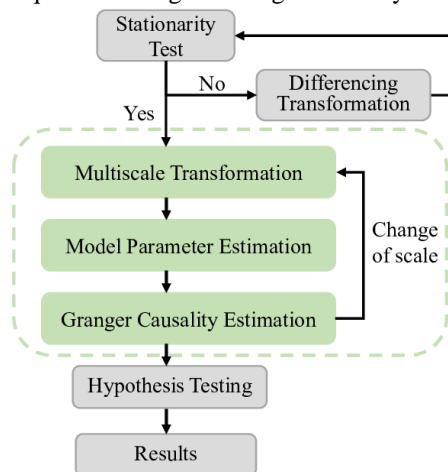 Stationarity
Test
No
Differencing
Transformation
Yes
Multiscale Transformation
Model Parameter Estimation
Change
of scale
Granger Causality Estimation
Hypothesis Testing
Results